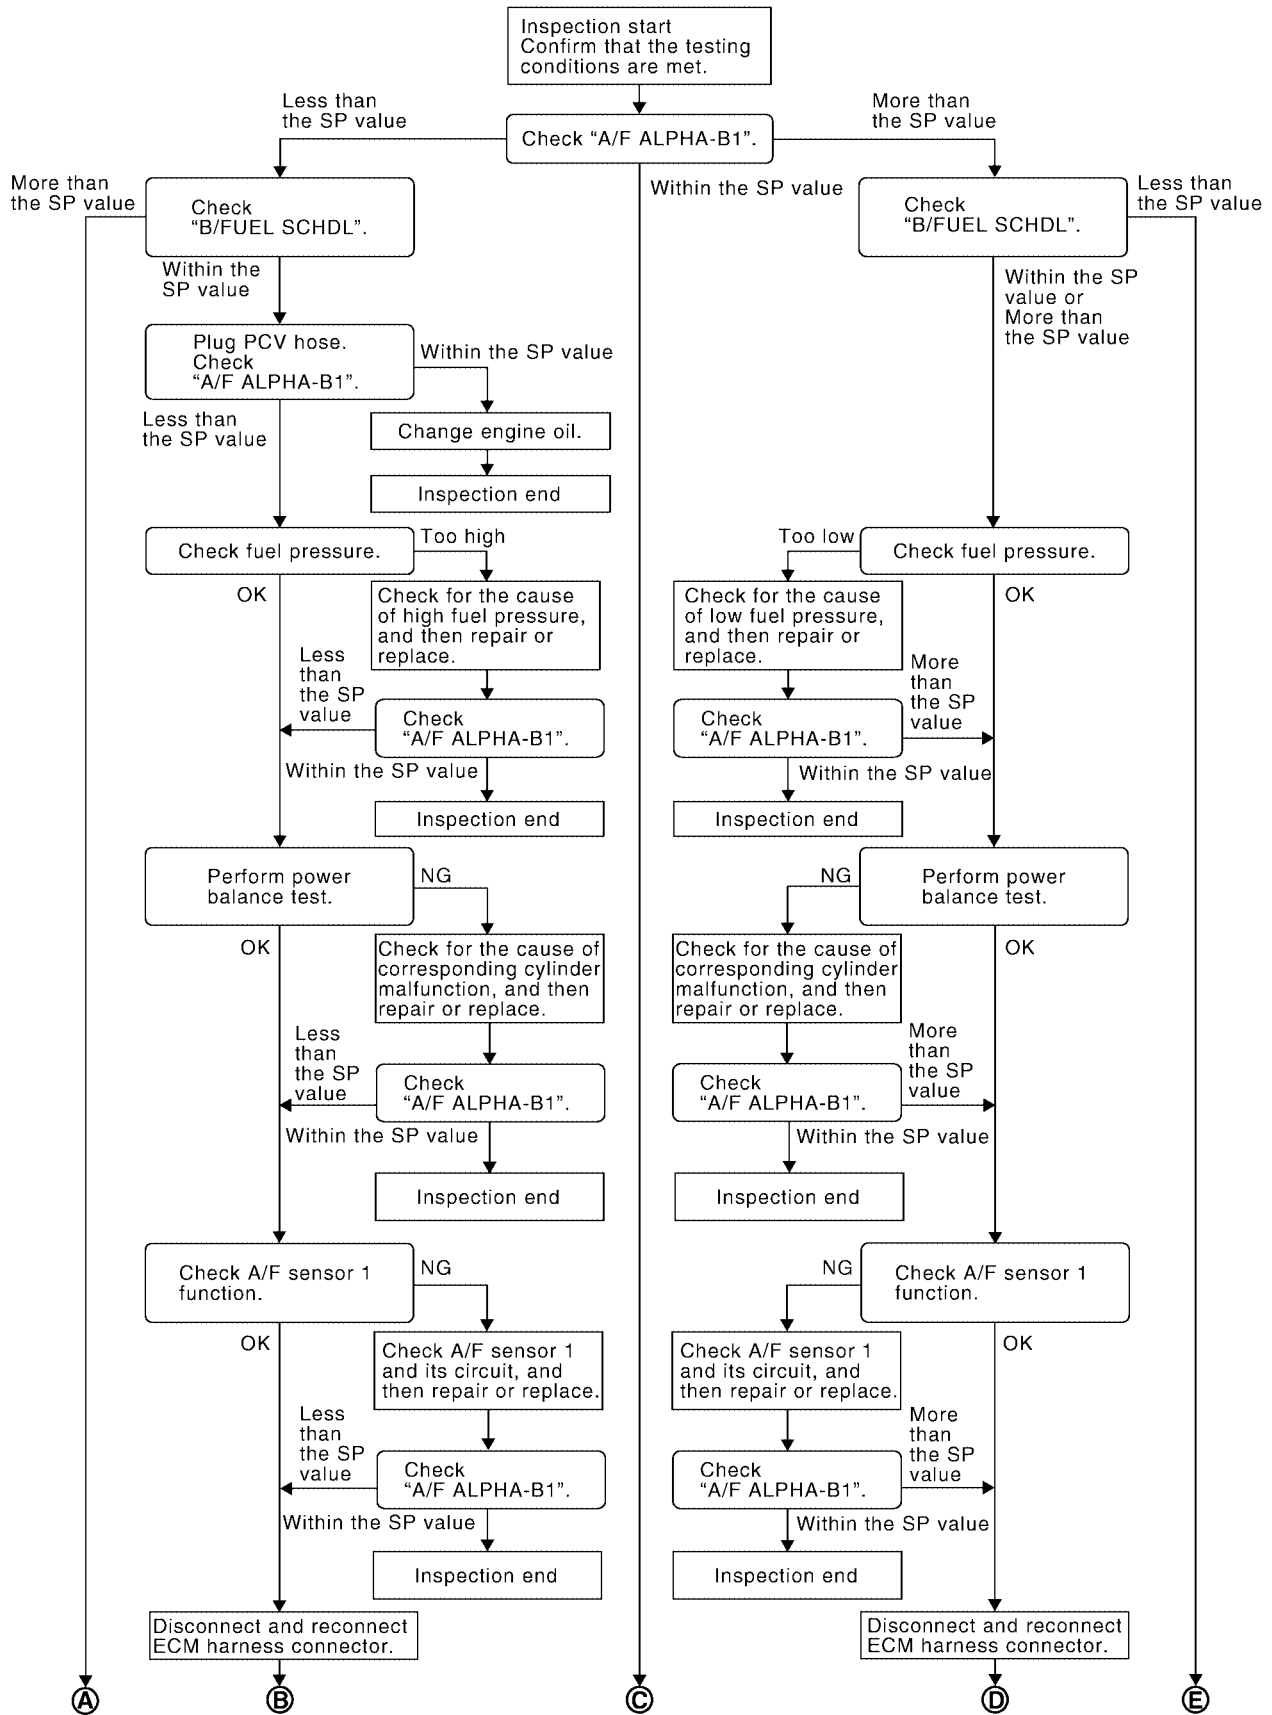 Inspection start
Confirm that the testing
conditions are met.
Less than
the SP value
More than
the SP value
Check “A/F ALPHA-B1”.
More than
the SP value
Check
“B/FUEL SCHDL”.
Within the SP value
Check
“B/FUEL SCHDL”.
Less than
the SP value
Within the
SP value
Within the SP
value or
More than
the SP value
Plug PCV hose.
Check
“A/F ALPHA-B1”.
Within the SP value
Less than
the SP value
Change engine oil.
Inspection end
Check fuel pressure.
Too high
Too low
Check fuel pressure.
OK
Check for the cause
of high fuel pressure,
and then repair or
replace.
Check for the cause
of low fuel pressure,
and then repair or
replace.
OK
Less
than
the SP
value
More
than
the SP
value
Check
“A/F ALPHA-B1”.
Check
“A/F ALPHA-B1”.
Within the SP value
Within the SP value
Inspection end
Inspection end
Perform power
balance test.
NG
NG
Perform power
balance test.
OK
Check for the cause of
corresponding cylinder
malfunction, and then
repair or replace.
Check for the cause of
corresponding cylinder
malfunction, and then
repair or replace.
OK
Less
than
the SP
value
More
than
the SP
value
Check
“A/F ALPHA-B1”.
Check
“A/F ALPHA-B1”.
Within the SP value
Within the SP value
Inspection end
Inspection end
Check A/F sensor 1
function.
NG
NG
Check A/F sensor 1
function.
OK
Check A/F sensor 1
and its circuit, and
then repair or replace.
Check A/F sensor 1
and its circuit, and
then repair or replace.
OK
Less
than
the SP
value
More
than
the SP
value
Check
“A/F ALPHA-B1”.
Check
“A/F ALPHA-B1”.
Within the SP value
Within the SP value
Inspection end
Inspection end
Disconnect and reconnect
ECM harness connector.
Disconnect and reconnect
ECM harness connector.
A
B
C
D
E